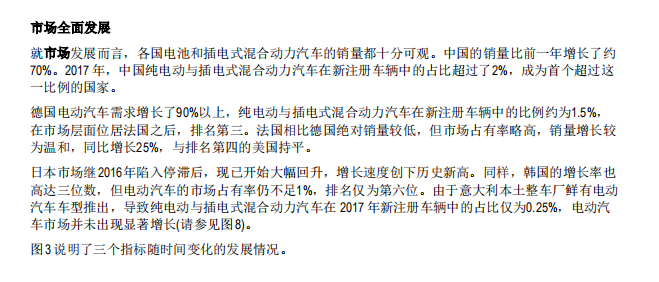 市场全面发展
就市场发展而言，各国电池和插电式混合动力汽车的销量都十分可观。中国的销量比前一年增长了约
70%。2017 年，中国纯电动与插电式混合动力汽车在新注册车辆中的占比超过了2%，成为首个超过这
一比例的国家。
德国电动汽车需求增长了90%以上，纯电动与插电式混合动力汽车在新注册车辆中的比例约为1.5%，
在市场层面位居法国之后，排名第三。法国相比德国绝对销量较低，但市场占有率略高，销量增长较
为温和，同比增长25%，与排名第四的美国持平。
日本市场继2016年陷入停滞后，现已开始大幅回升，增长速度创下历史新高。同样，韩国的增长率也
高达三位数，但电动汽车的市场占有率仍不足1%，排名仅为第六位。由于意大利本土整车厂鲜有电动
汽车车型推出，导致纯电动与插电式混合动力汽车在 2017 年新注册车辆中的占比仅为0.25%，电动汽
车市场并未出现显著增长(请参见图8)。
图3说明了三个指标随时间变化的发展情况。